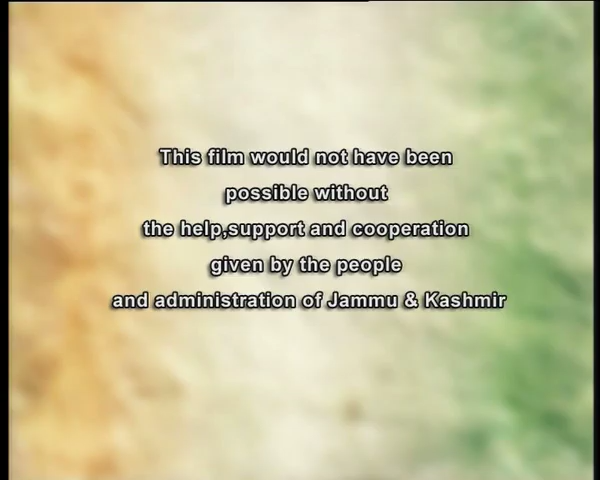 This film would not have been
possible without
the help,support and cooperation
given by the people
and administration of Jammu & Kashmir